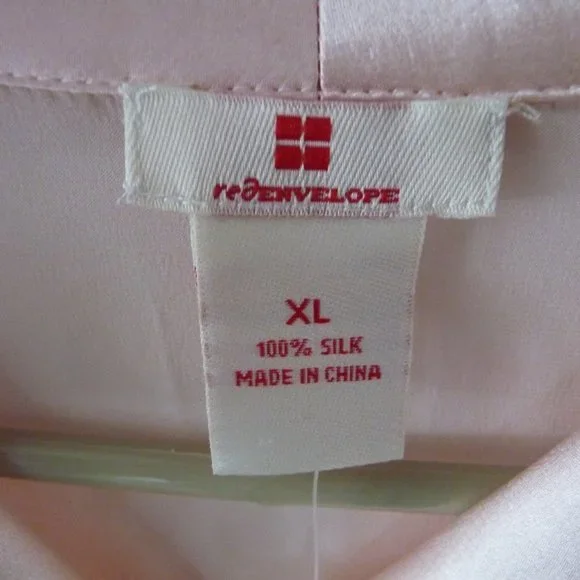 redENVELOPE
XL
100% SILK
MADE IN CHINA